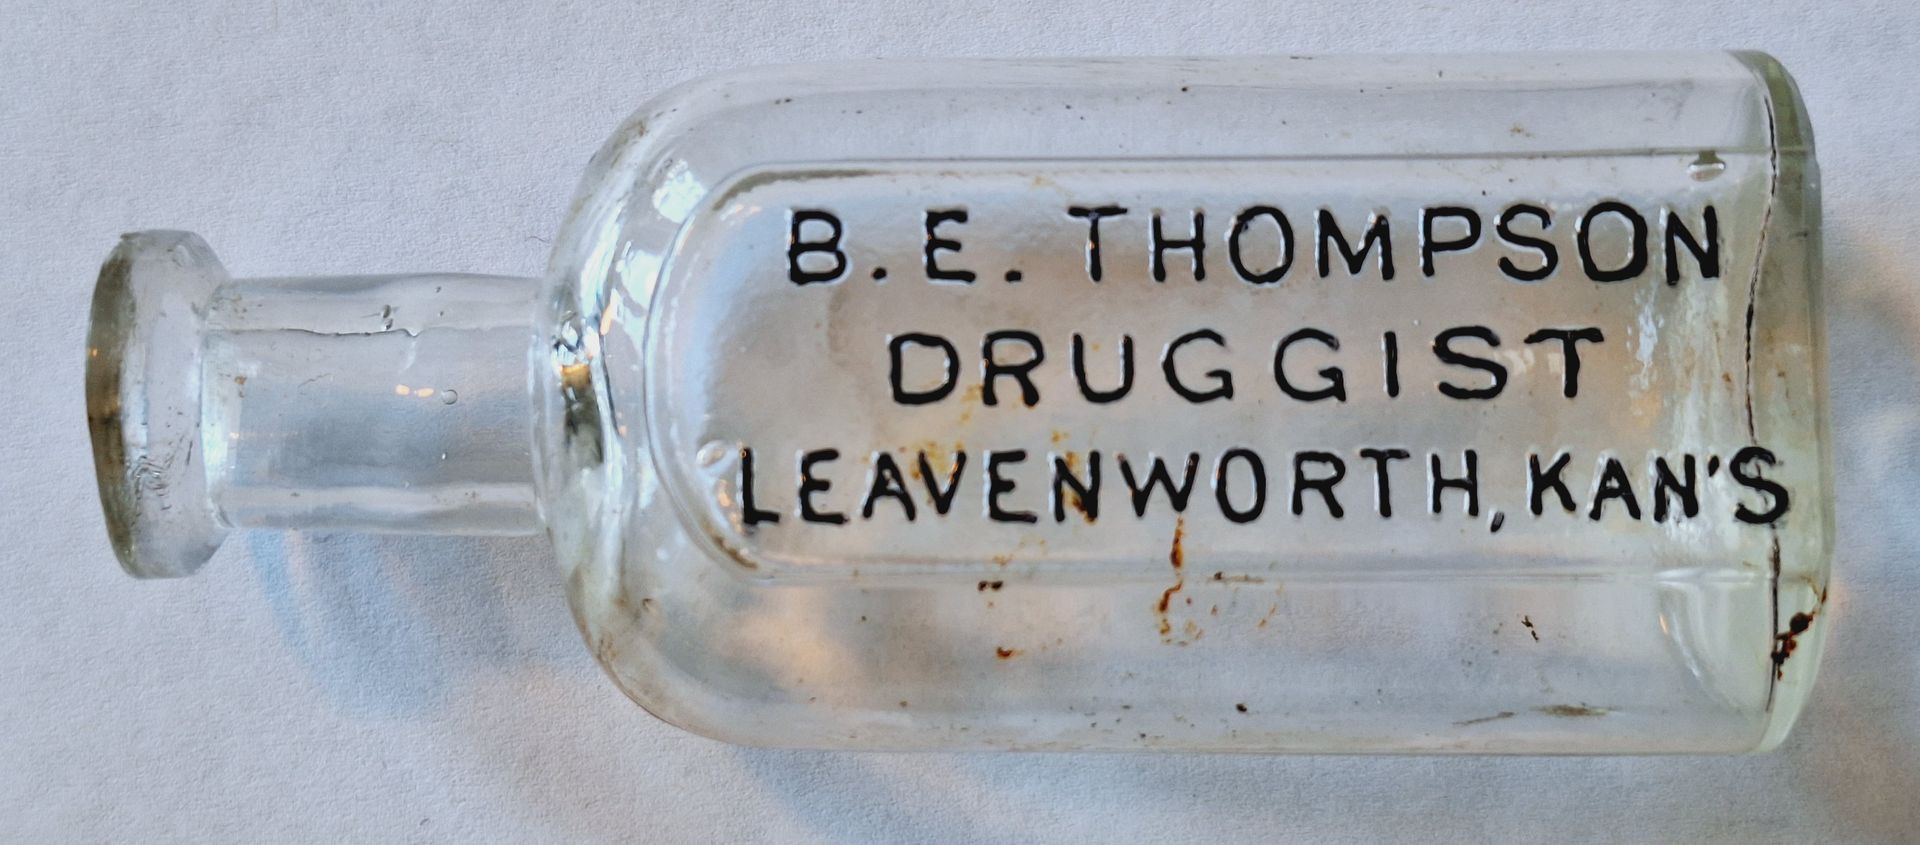 B.E. THOMPSON
DRUGGIST
LEAVENWORTH, KAN'S